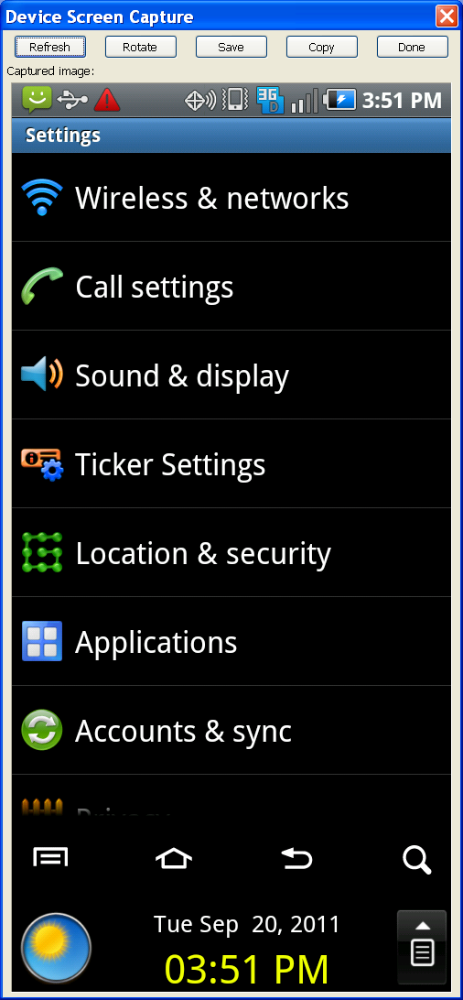 Device Screen Capture
Refresh Rotate Save Copy Done
Captured image:
3G D 3:51 PM
Settings
Wireless & networks
Call settings
Sound & display
Ticker Settings
Location & security
Applications
Accounts & sync
Privacy
Tue Sep 20, 2011
03:51 PM